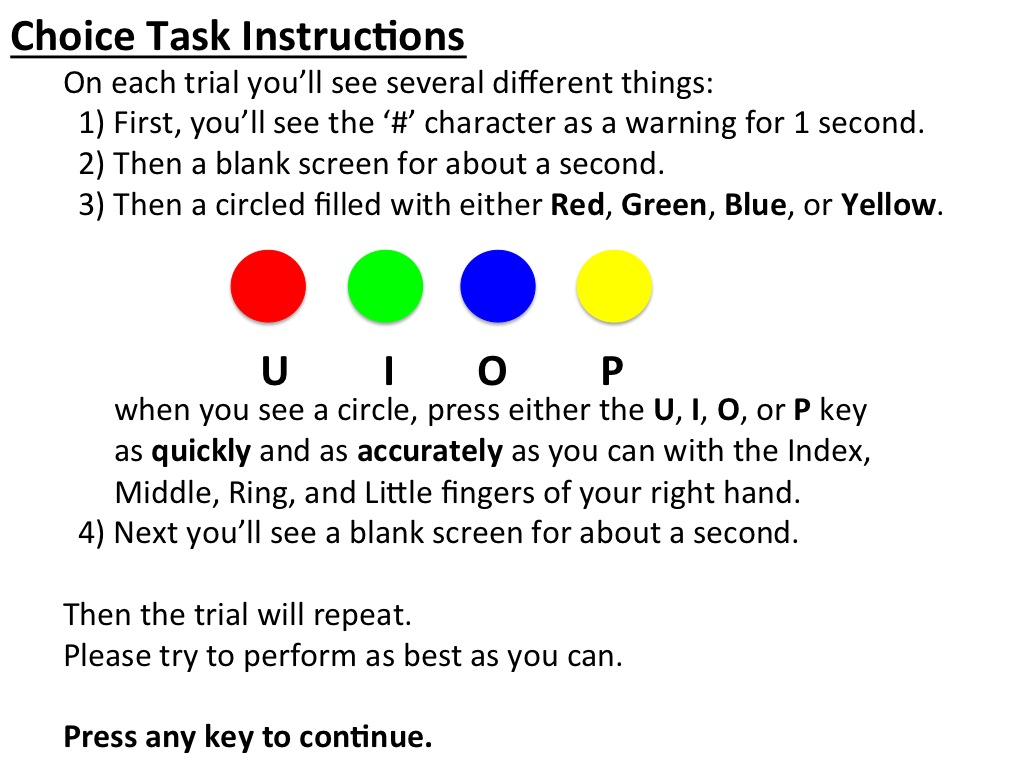 Choice Task Instructions
On each trial you’ll see several different things:
1) First, you’ll see the ‘#’ character as a warning for 1 second.
2) Then a blank screen for about a second.
3) Then a circled filled with either Red, Green, Blue, or Yellow.
U I O P
when you see a circle, press either the U, I, O, or P key
as quickly and as accurately as you can with the Index,
Middle, Ring, and Little fingers of your right hand.
4) Next you’ll see a blank screen for about a second.
Then the trial will repeat.
Please try to perform as best as you can.
Press any key to continue.